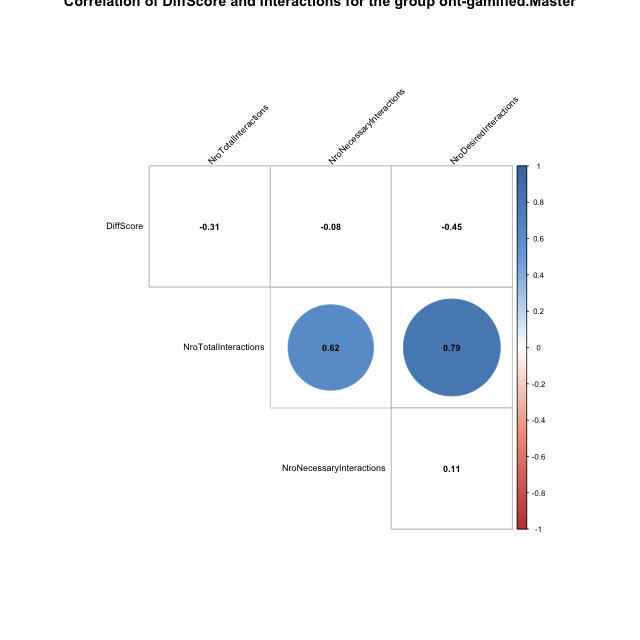 Correlation of DiffScore and Interactions for the group ont-gamified.Master
NroTotalInteractions
NroNecessaryInteractions
NroDesiredInteractions
DiffScore
-0.31
-0.08
-0.45
NroTotalInteractions
0.62
0.79
NroNecessaryInteractions
0.11
1
0.8
0.6
0.4
0.2
0
-0.2
-0.4
-0.6
-0.8
-1